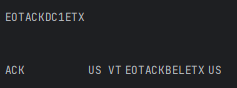 EOTACKDC1ETX
ACK US VT EOTACKBELETX US